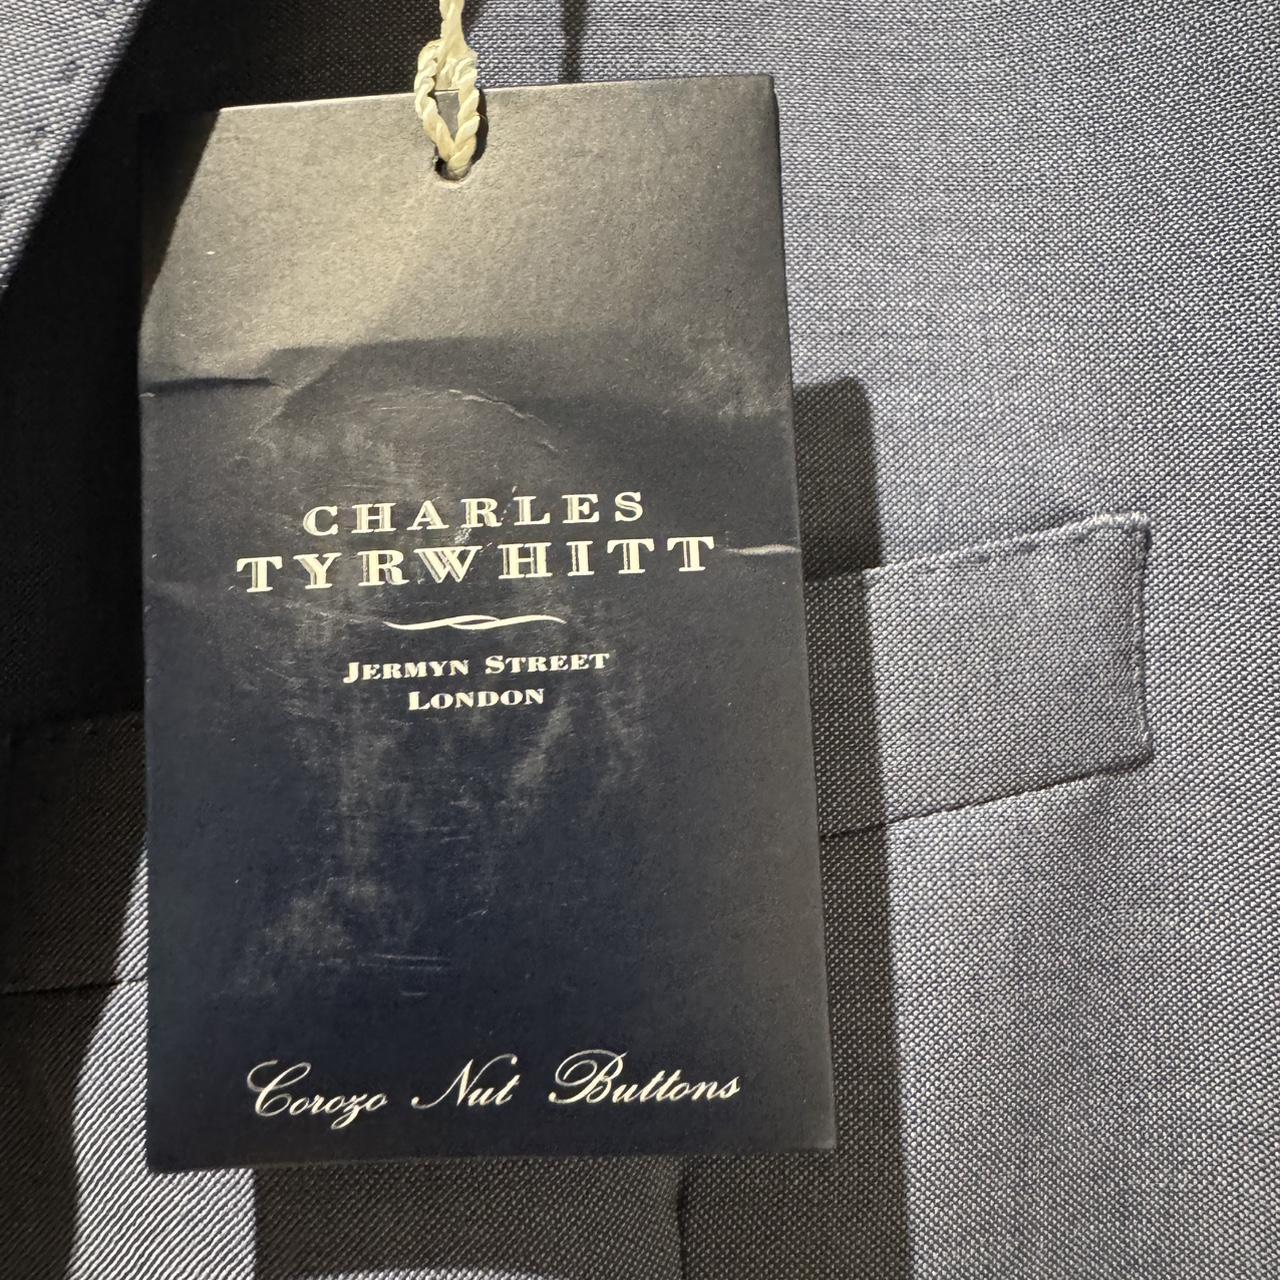 CHARLES
TYRWHITT
JERMYN STREET
LONDON
Corozo Nut Buttons